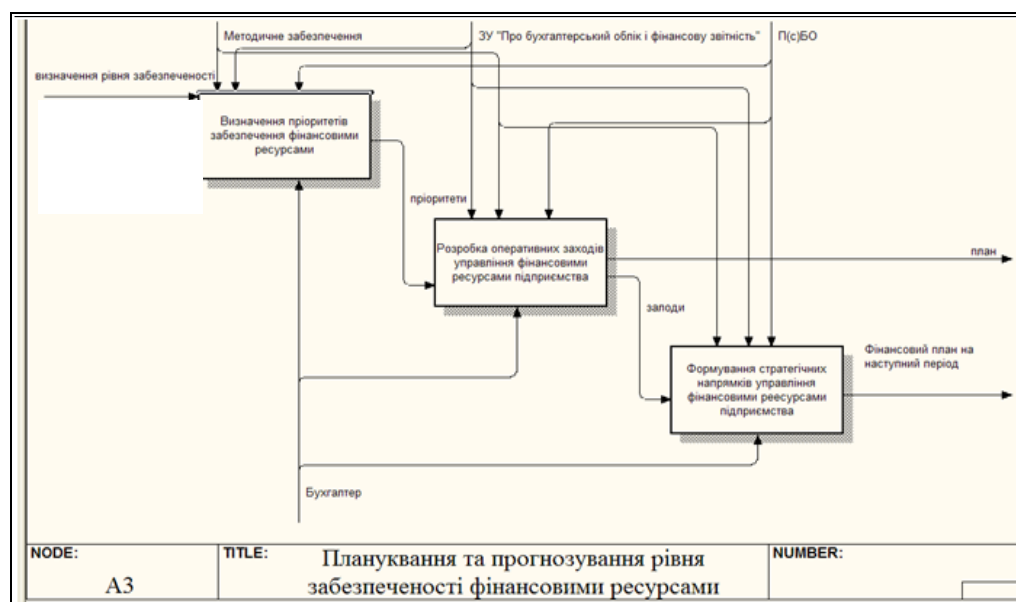 Методичне забезпечення
ЗУ "Про бухгалтерський облік і фінансову звітність"
П(с)БО
визначення рівня забезпеченості
Визначення пріоритетів
забезпечення фінансовими
ресурсами
пріоритети
Розробка оперативних заходів
управління фінансовими
ресурсами підприємства
план
заподи
Фінансовий план на
наступний період
Формування стратегічних
напрямків управління
фінансовими реесурсами
підприємства
Бухгалтер
NODE:
A3
TITLE:
Плануквання та прогнозування рівня
забезпеченості фінансовими ресурсами
NUMBER: